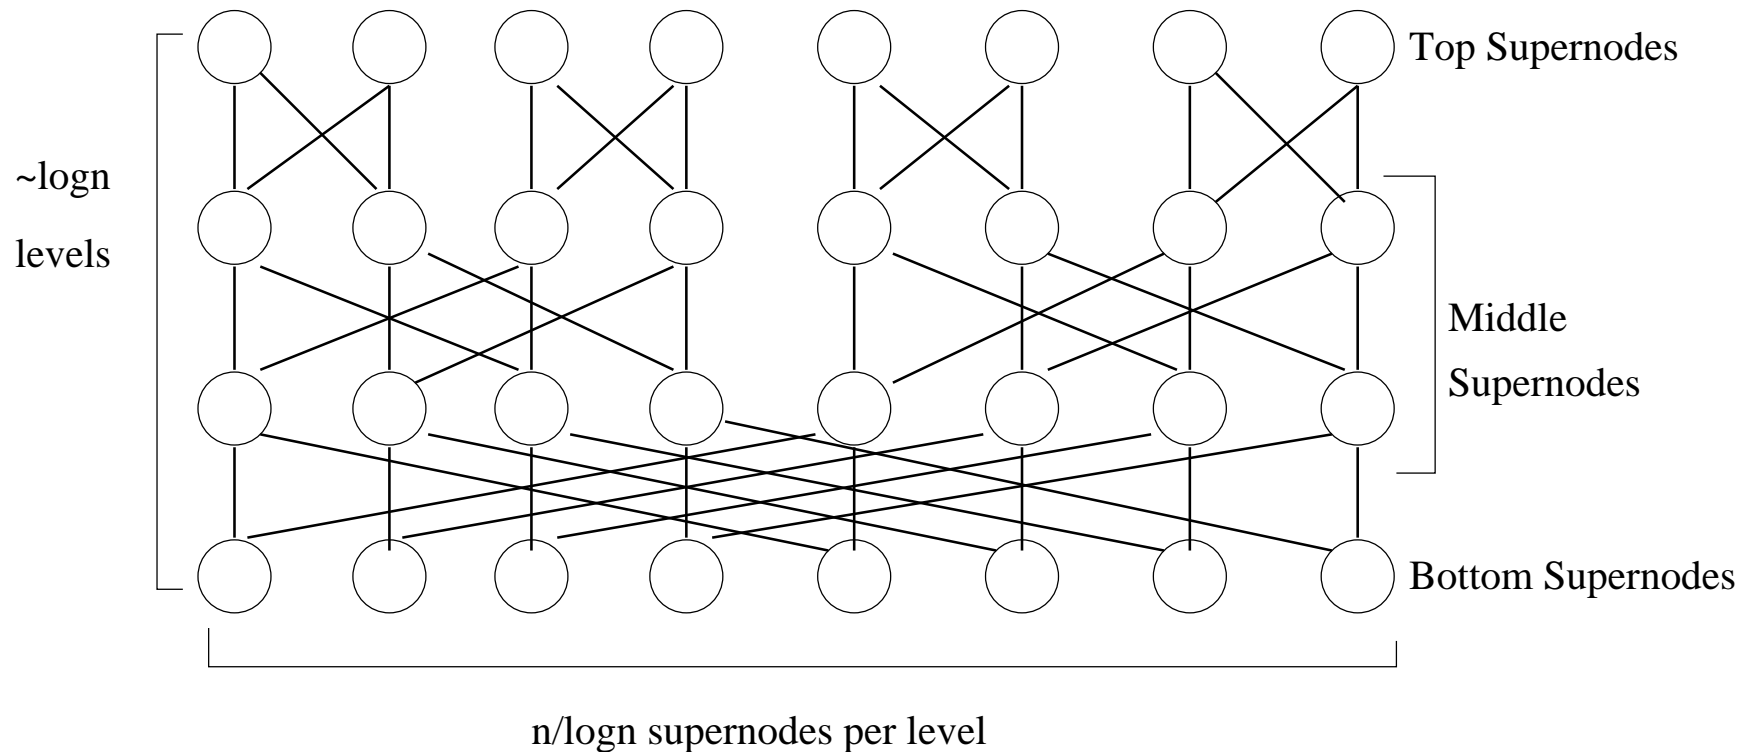 Top Supernodes
~logn
levels
Middle
Supernodes
Bottom Supernodes
n/logn supernodes per level